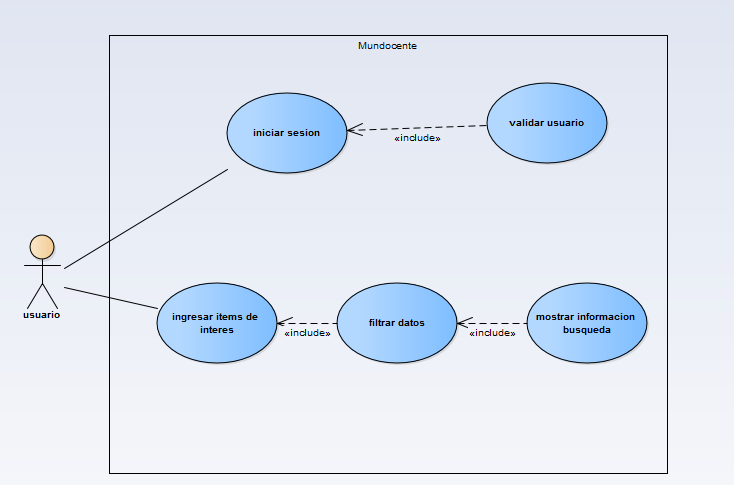 Mundocente
iniciar sesion
validar usuario
«include»
usuario
ingresar items de
interes
filtrar datos
mostrar informacion
busqueda
«include»
«include»